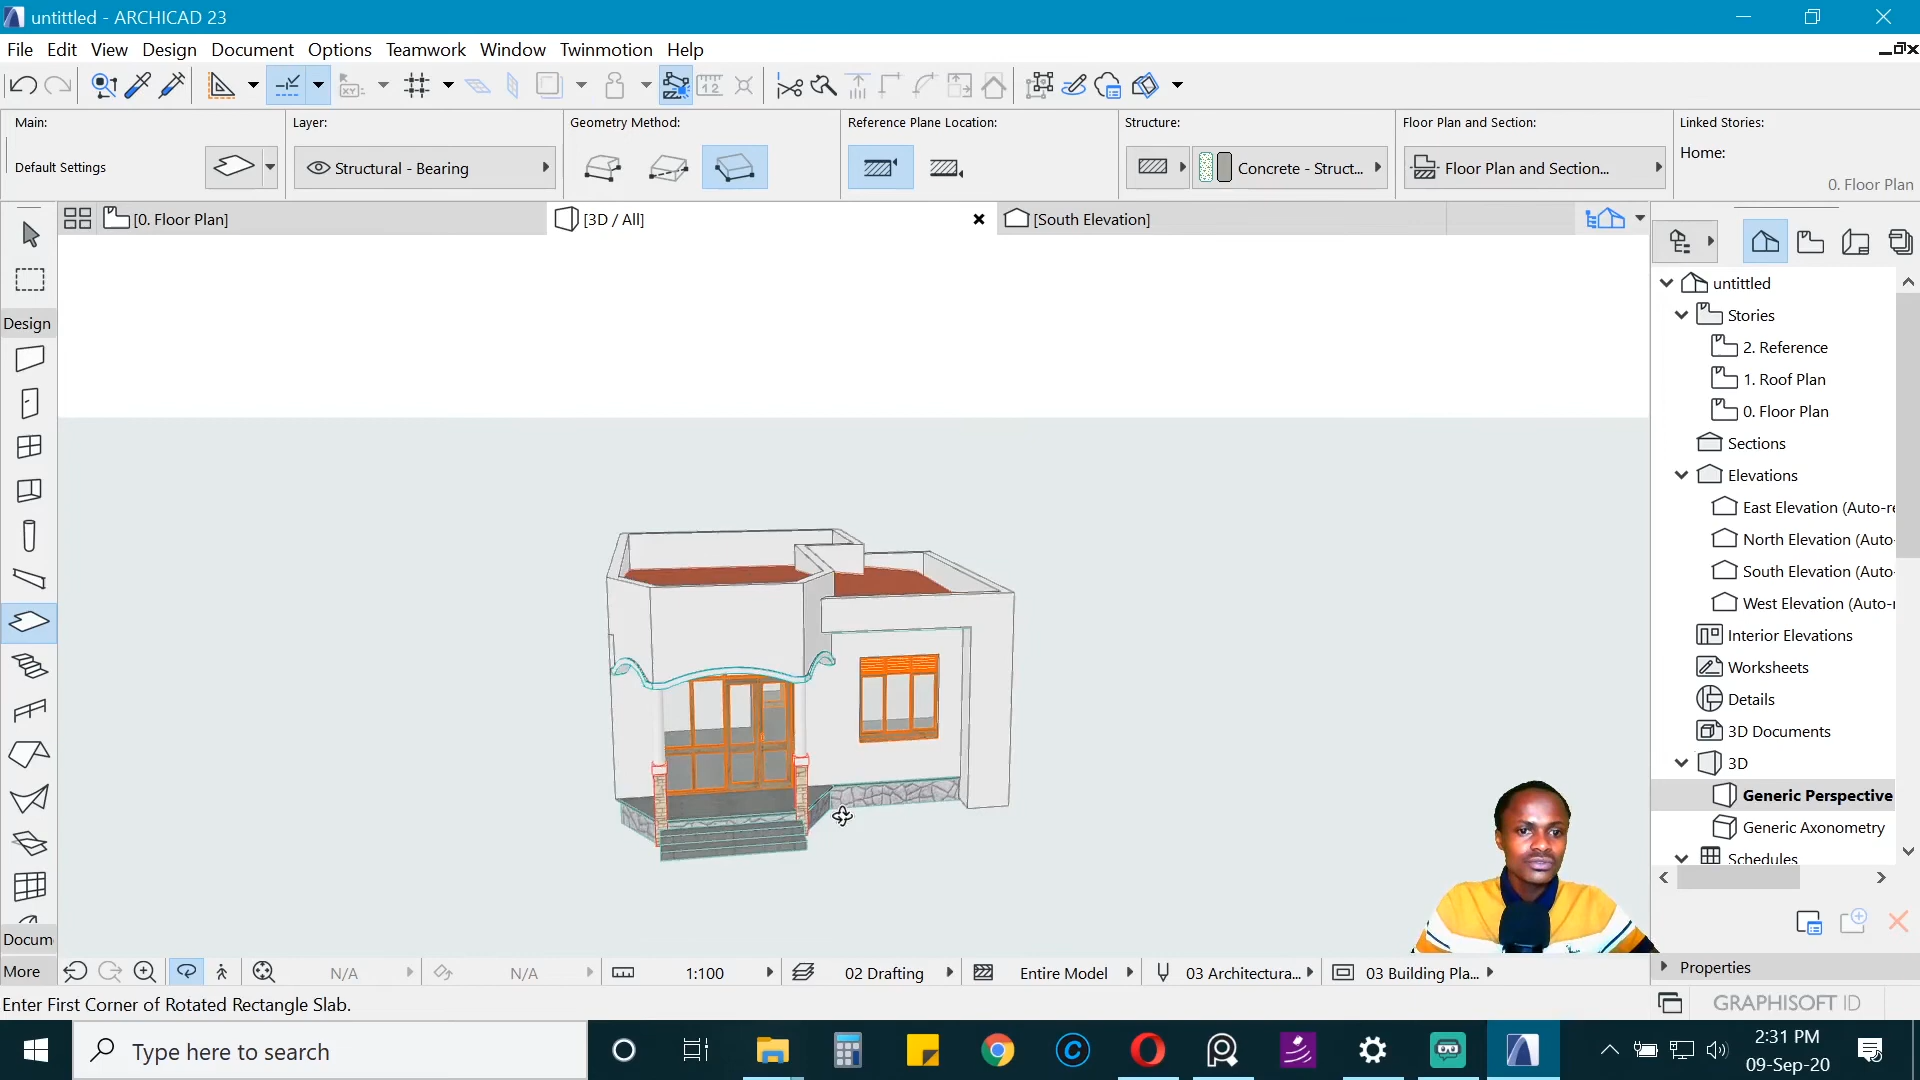 untittled - ARCHICAD 23
File Edit View Design Document Options Teamwork Window Twinmotion Help
Main: Layer: Geometry Method: Reference Plane Location: Structure: Floor Plan and Section: Linked Stories:
Default Settings Structural - Bearing Concrete - Struct... Floor Plan and Section... Home:
0. Floor Plan
[0. Floor Plan] [3D / All] [South Elevation]
Design
Docum
More
untittled
Stories
2. Reference
1. Roof Plan
0. Floor Plan
Sections
Elevations
East Elevation (Auto-re
North Elevation (Auto-
South Elevation (Auto-
West Elevation (Auto-r
Interior Elevations
Worksheets
Details
3D Documents
3D
Generic Perspective
Generic Axonometry
Schedules
N/A N/A 1:100 02 Drafting Entire Model 03 Architectura... 03 Building Pla...
Properties
Enter First Corner of Rotated Rectangle Slab.
GRAPHISOFT ID
Type here to search
2:31 PM
09-Sep-20